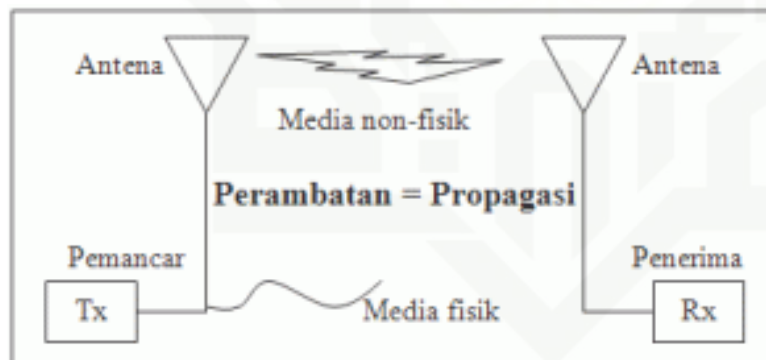 Antena
Antena
Media non-fisik
Perambatan = Propagasi
Pemancar
Penerima
Tx
Media fisik
Rx